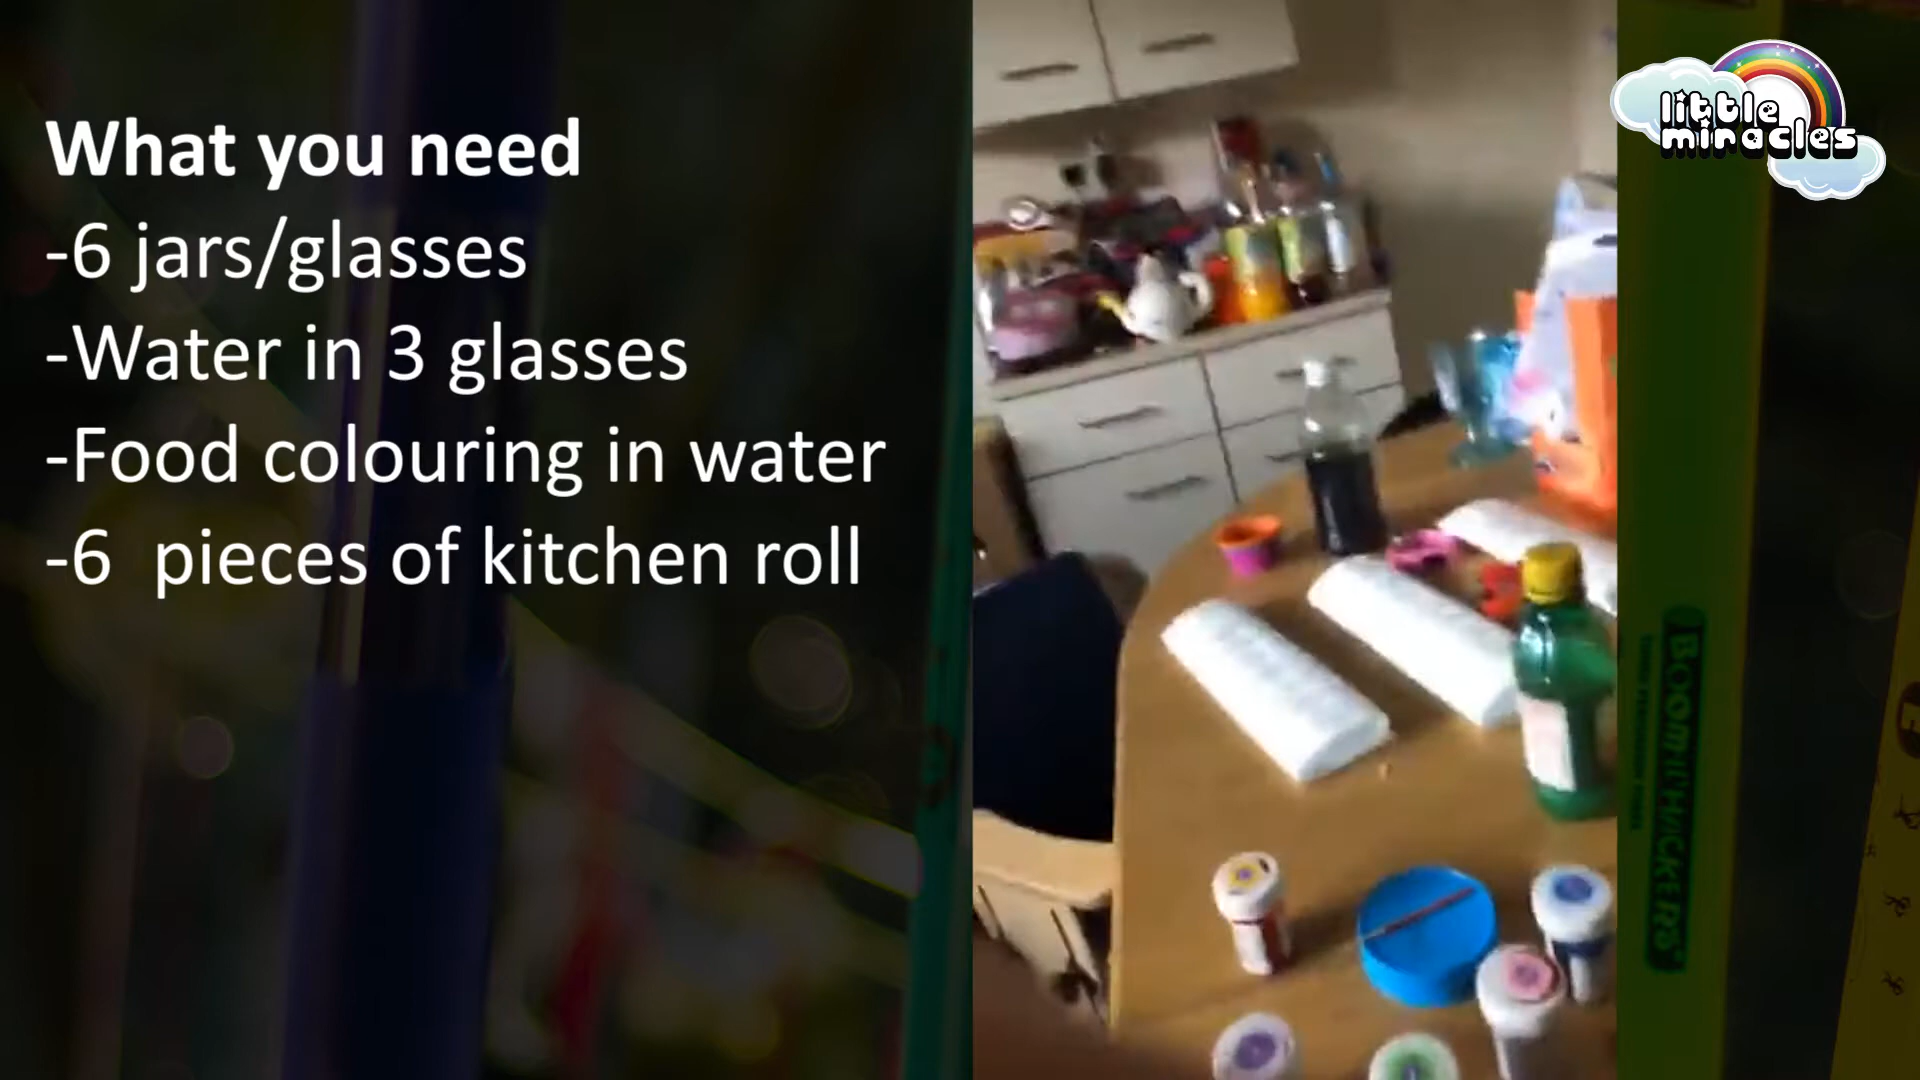 What you need
-6 jars/glasses
-Water in 3 glasses
-Food colouring in water
-6  pieces of kitchen roll
little
miracles
BOOMWHACKERS